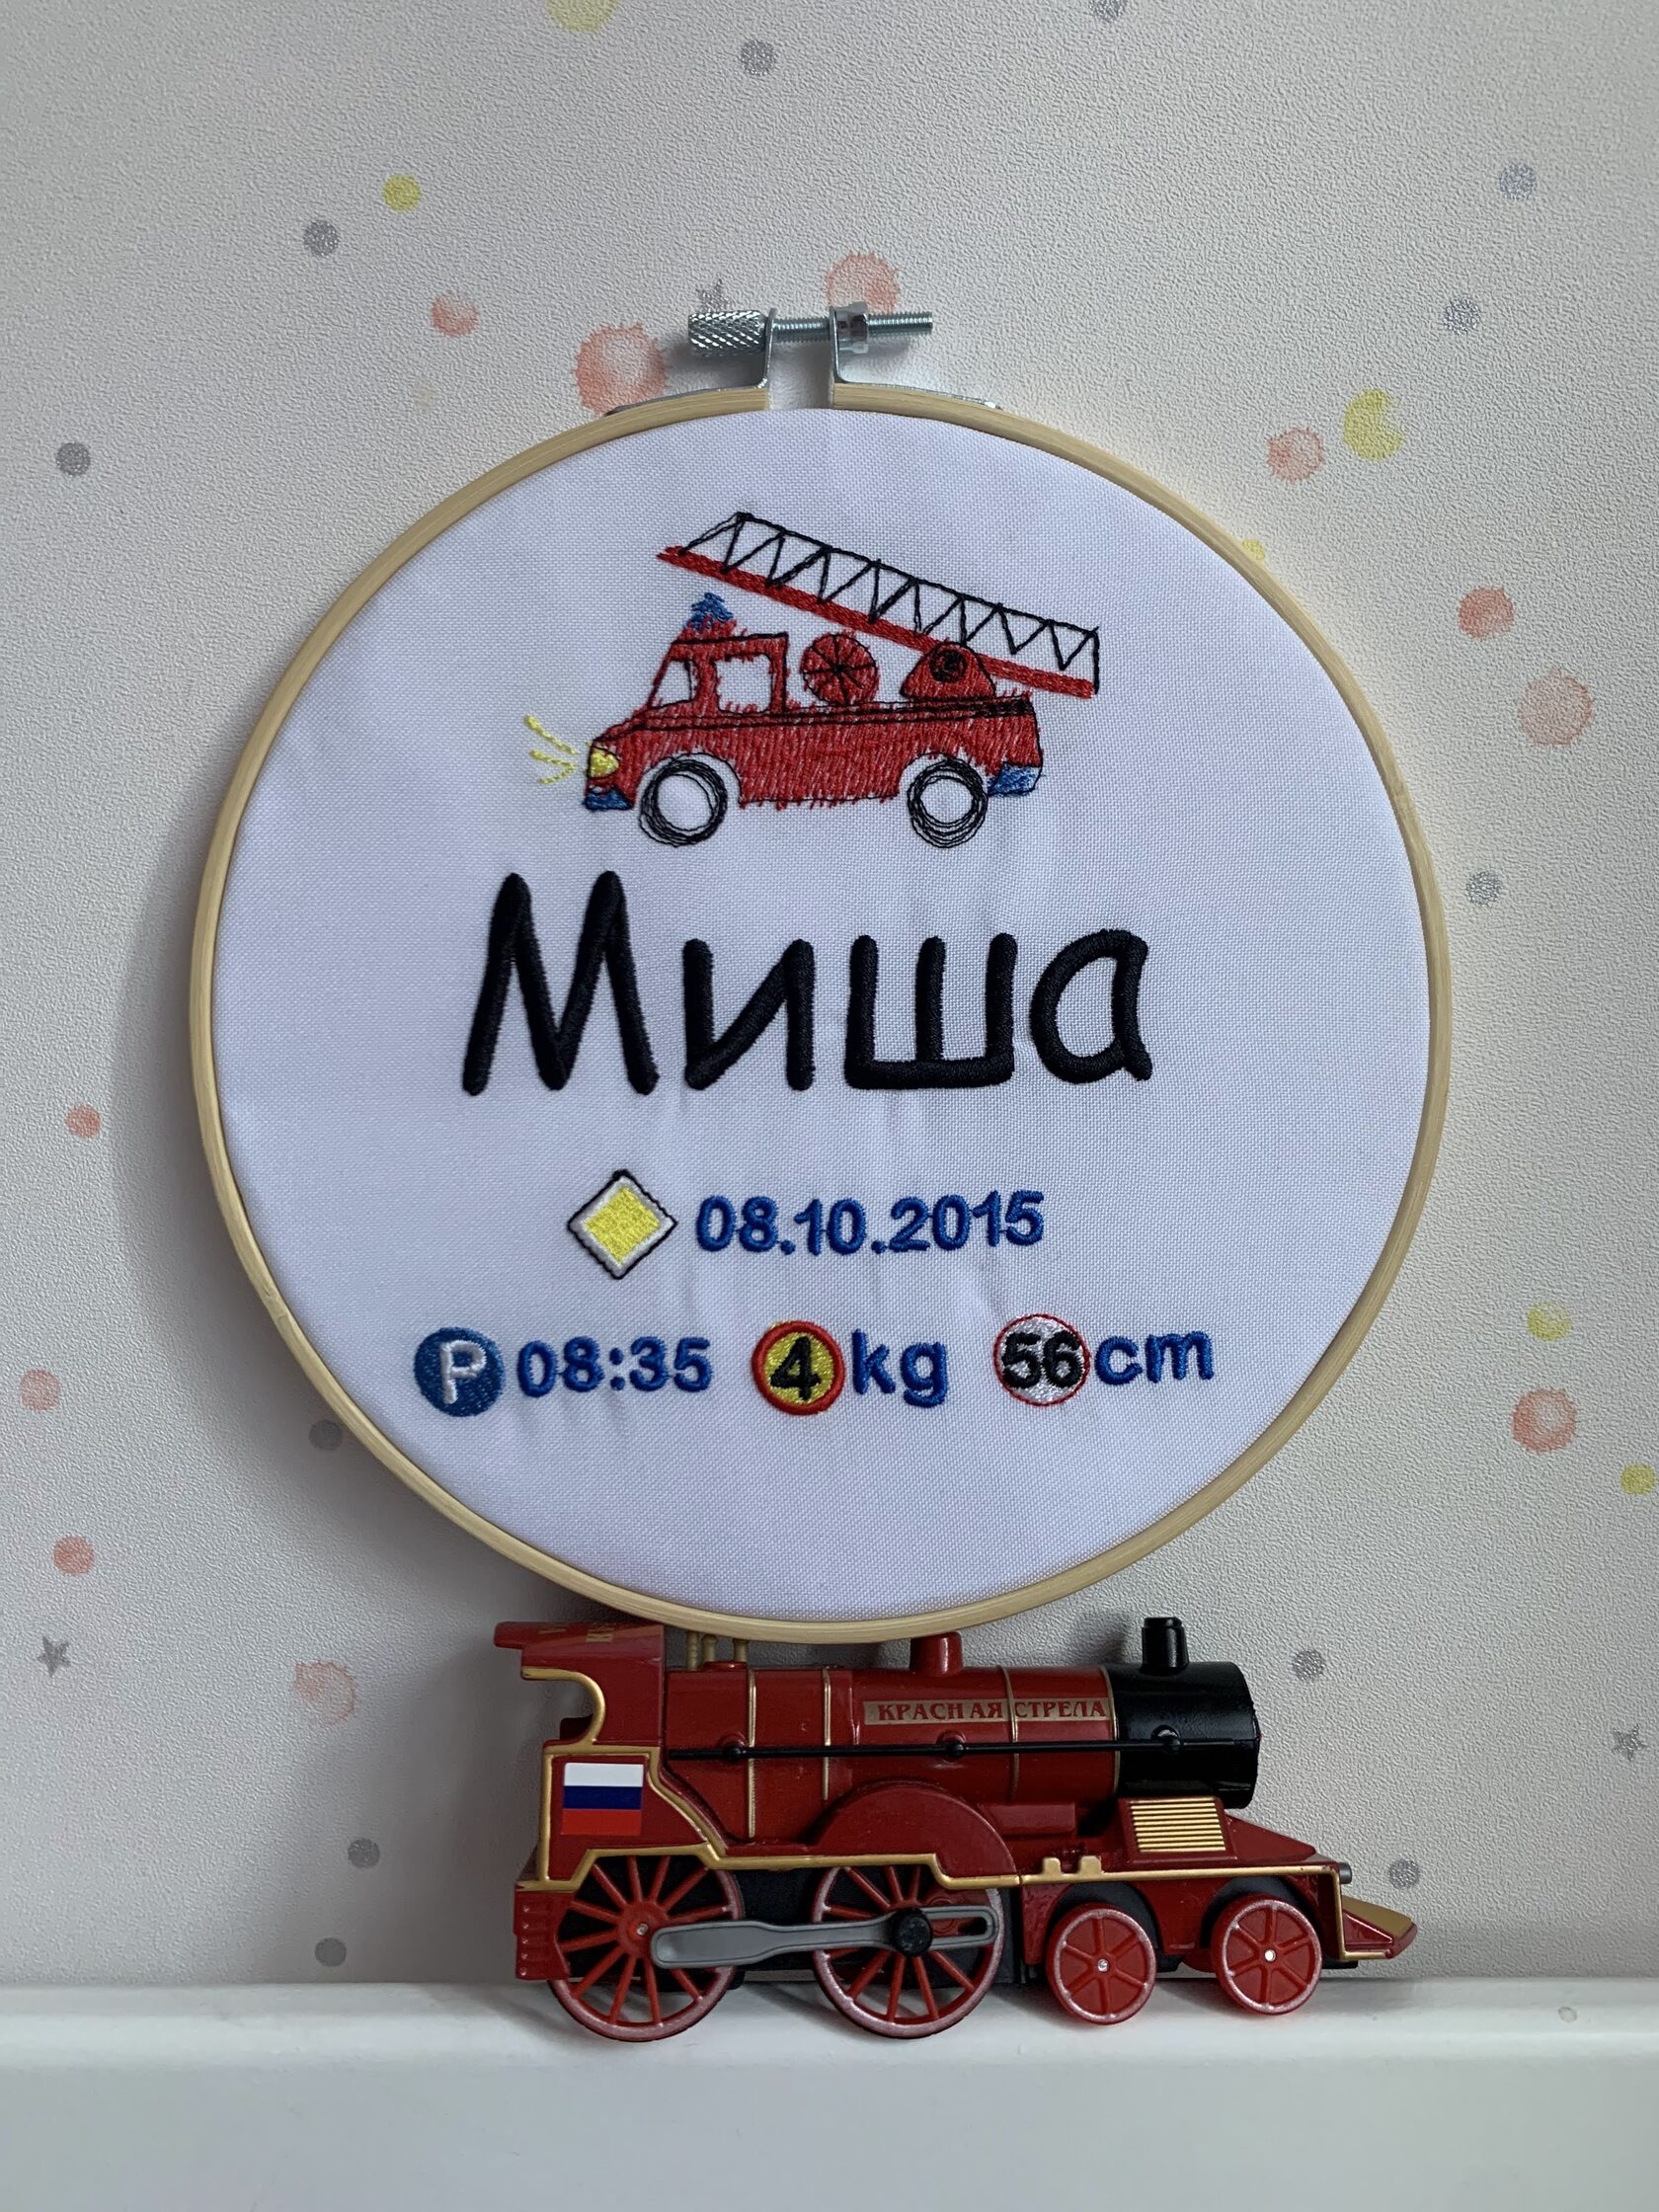 Миша
08.10.2015
P 08:35 4 kg 56 cm
КРАСНАЯ СТРЕЛА